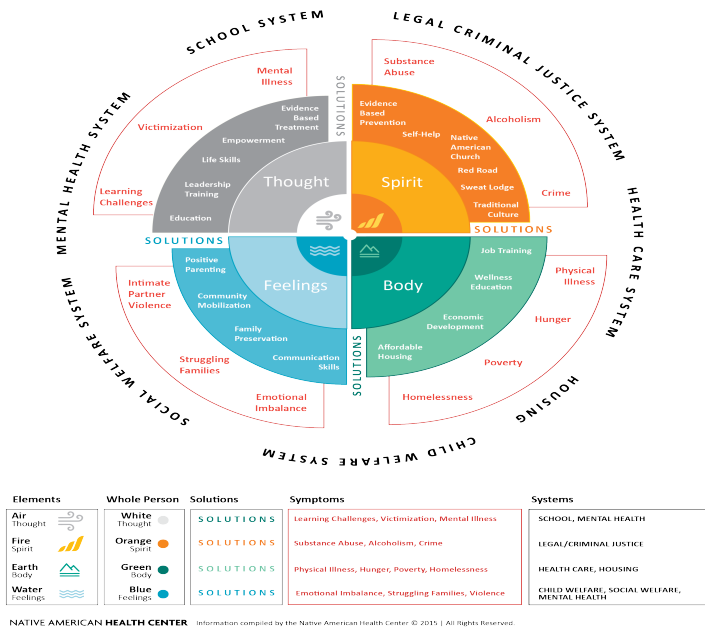 SCHOOL SYSTEM
LEGAL CRIMINAL JUSTICE SYSTEM
MENTAL HEALTH SYSTEM
HEALTH CARE SYSTEM
SOCIAL WELFARE SYSTEM
HOUSING
CHILD WELFARE SYSTEM
Mental
Illness
Victimization
Learning
Challenges
Evidence
Based
Treatment
Empowerment
Life Skills
Leadership
Training
Education
Thought
SOLUTIONS
Substance
Abuse
Alcoholism
Crime
Evidence
Based
Prevention
Self-Help
Native
American
Church
Red Road
Sweat Lodge
Traditional
Culture
Spirit
SOLUTIONS
SOLUTIONS
Positive
Parenting
Community
Mobilization
Family
Preservation
Communication
Skills
Feelings
Intimate
Partner
Violence
Struggling
Families
Emotional
Imbalance
Job Training
Wellness
Education
Economic
Development
Affordable
Housing
Body
SOLUTIONS
Physical
Illness
Hunger
Poverty
Homelessness
Elements Whole Person Solutions Symptoms Systems
Air
Thought
White
Thought
SOLUTIONS
Learning Challenges, Victimization, Mental Illness
SCHOOL, MENTAL HEALTH
Fire
Spirit
Orange
Spirit
SOLUTIONS
Substance Abuse, Alcoholism, Crime
LEGAL/CRIMINAL JUSTICE
Earth
Body
Green
Body
SOLUTIONS
Physical Illness, Hunger, Poverty, Homelessness
HEALTH CARE, HOUSING
Water
Feelings
Blue
Feelings
SOLUTIONS
Emotional Imbalance, Struggling Families, Violence
CHILD WELFARE, SOCIAL WELFARE,
MENTAL HEALTH
NATIVE AMERICAN HEALTH CENTER Information compiled by the Native American Health Center © 2015 | All Rights Reserved.